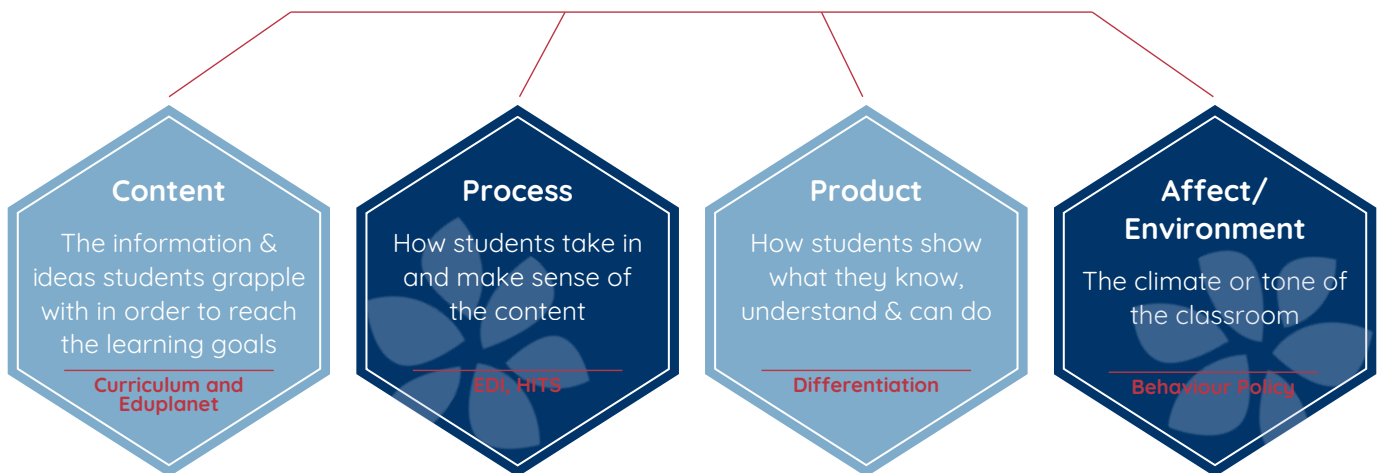 Content
The information &
ideas students grapple
with in order to reach
the learning goals
Curriculum and
Eduplanet
Process
How students take in
and make sense of
the content
EDI, HITS
Product
How students show
what they know,
understand & can do
Differentiation
Affect/
Environment
The climate or tone of
the classroom
Behaviour Policy